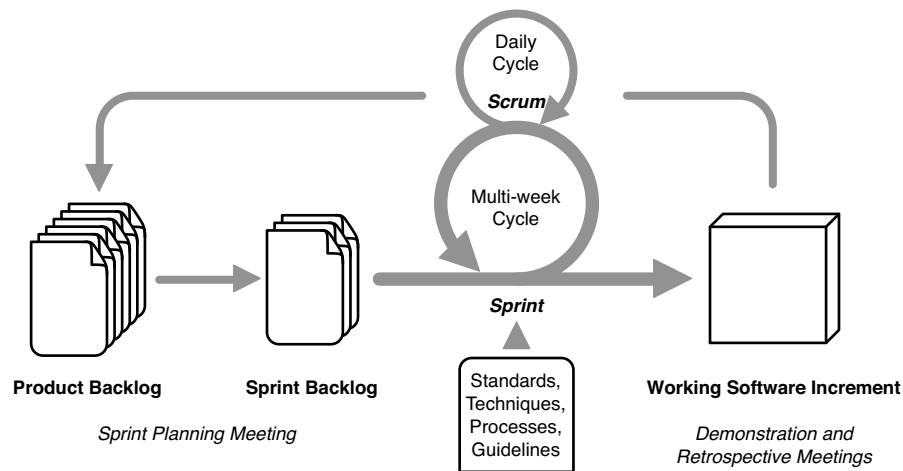 Daily
Cycle
Scrum
Multi-week
Cycle
Sprint
Product Backlog
Sprint Backlog
Standards,
Techniques,
Processes,
Guidelines
Working Software Increment
Sprint Planning Meeting
Demonstration and
Retrospective Meetings